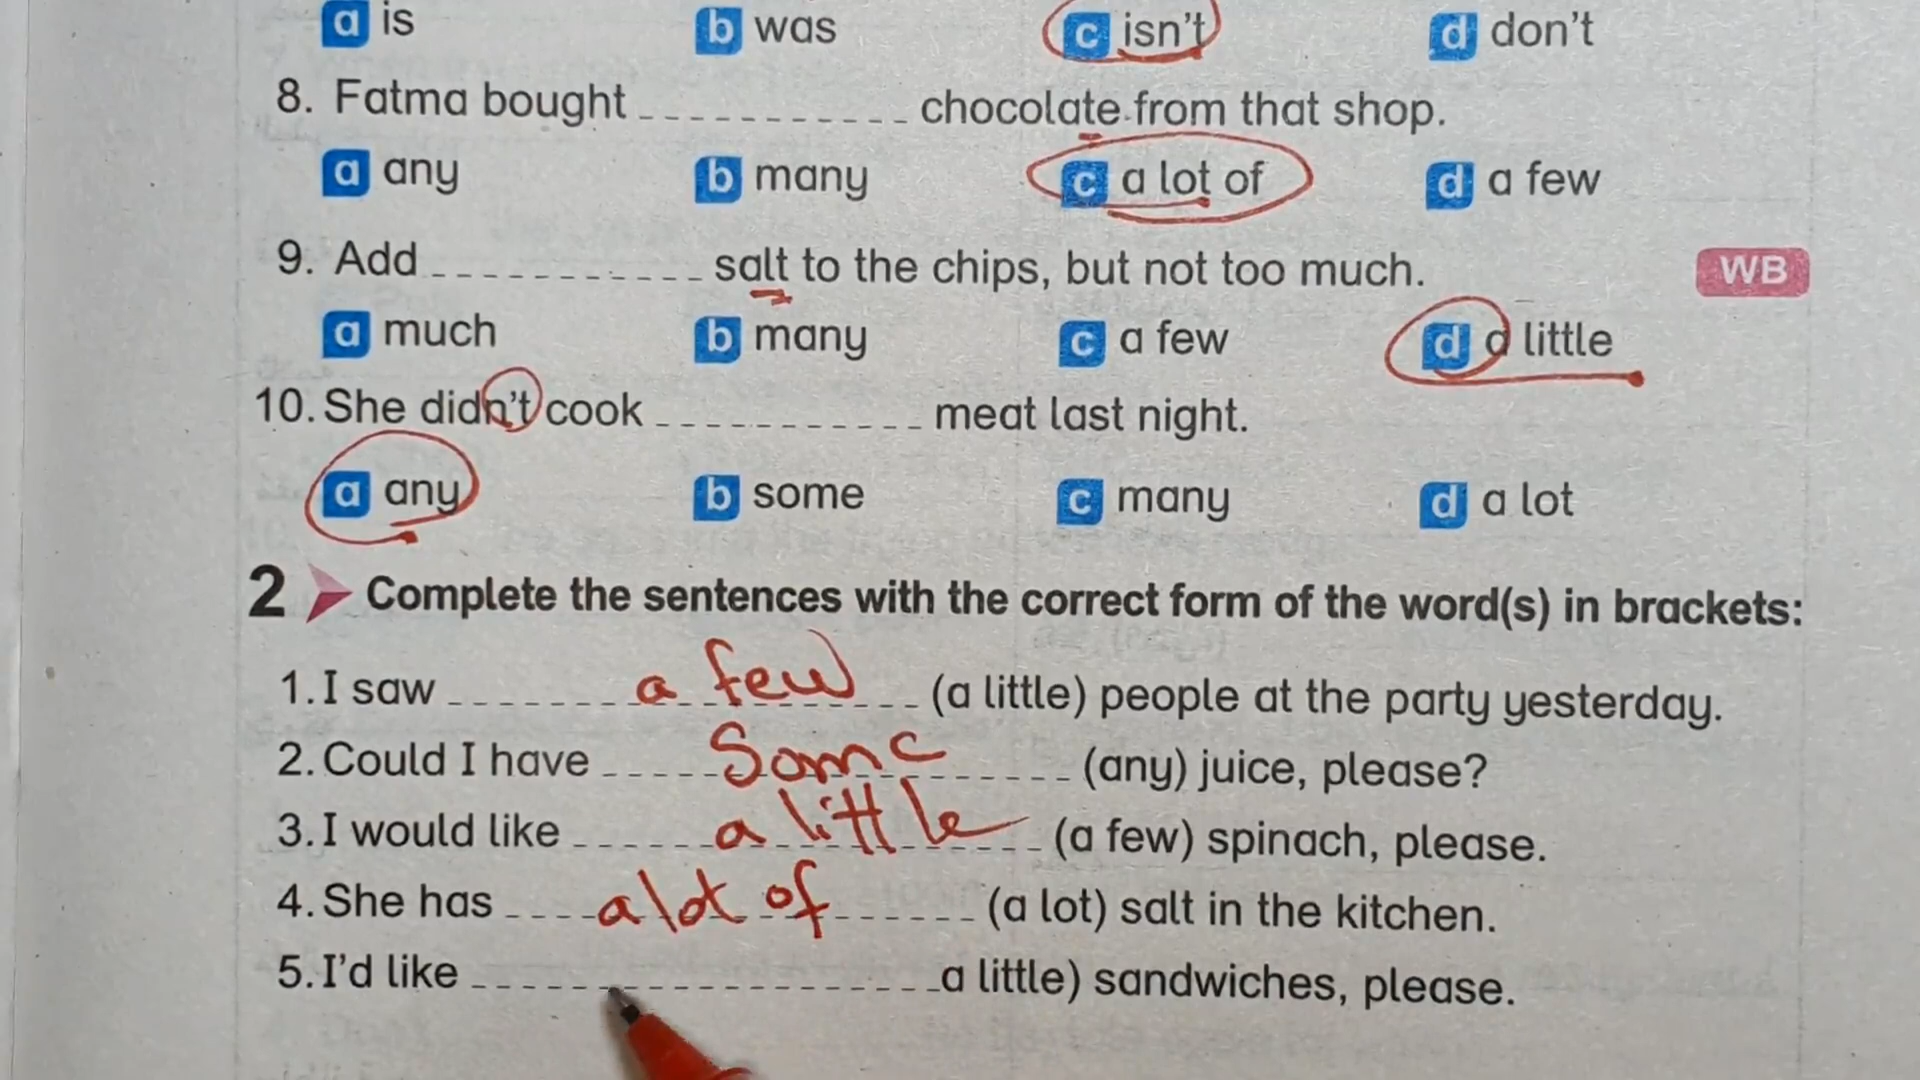 a is b was c isn't d don't
8. Fatma bought ___________ chocolate from that shop.
a any b many c a lot of d a few
9. Add ___________ salt to the chips, but not too much. WB
a much b many c a few d a little
10. She didn't cook ___________ meat last night.
a any b some c many d a lot
2 Complete the sentences with the correct form of the word(s) in brackets:
1. I saw a few (a little) people at the party yesterday.
2. Could I have Some (any) juice, please?
3. I would like a little (a few) spinach, please.
4. She has a lot of (a lot) salt in the kitchen.
5. I'd like ___________ a little) sandwiches, please.